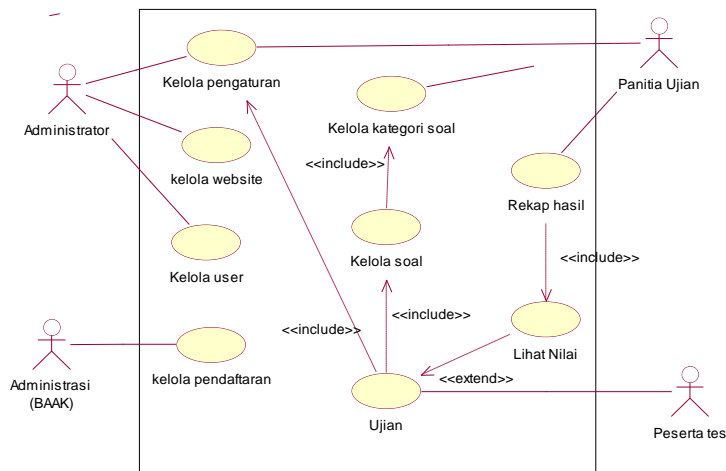 Kelola pengaturan
Panitia Ujian
Administrator
Kelola kategori soal
<<include>>
kelola website
Rekap hasil
Kelola soal
<<include>>
Kelola user
<<include>>
<<include>>
Lihat Nilai
kelola pendaftaran
<<extend>>
Administrasi
(BAAK)
Ujian
Peserta tes